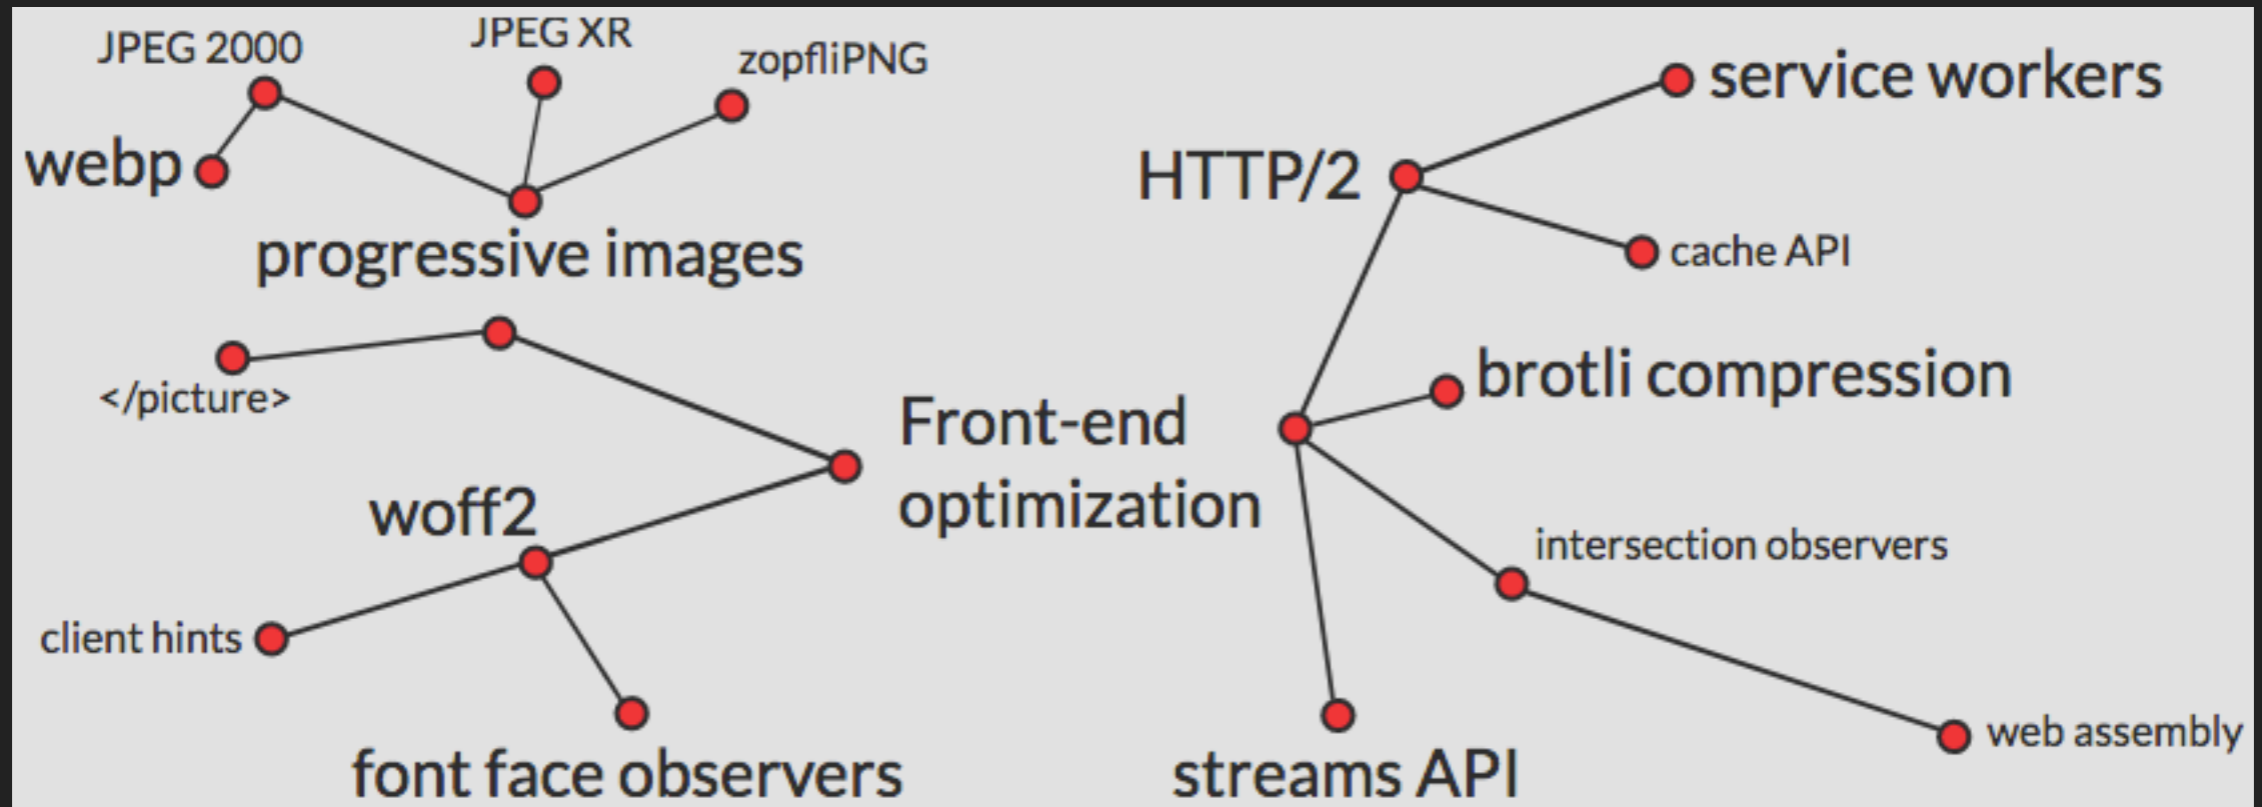 JPEG 2000
JPEG XR
zopfliPNG
webp
progressive images
</picture>
woff2
client hints
font face observers
Front-end
optimization
HTTP/2
service workers
cache API
brotli compression
intersection observers
web assembly
streams API